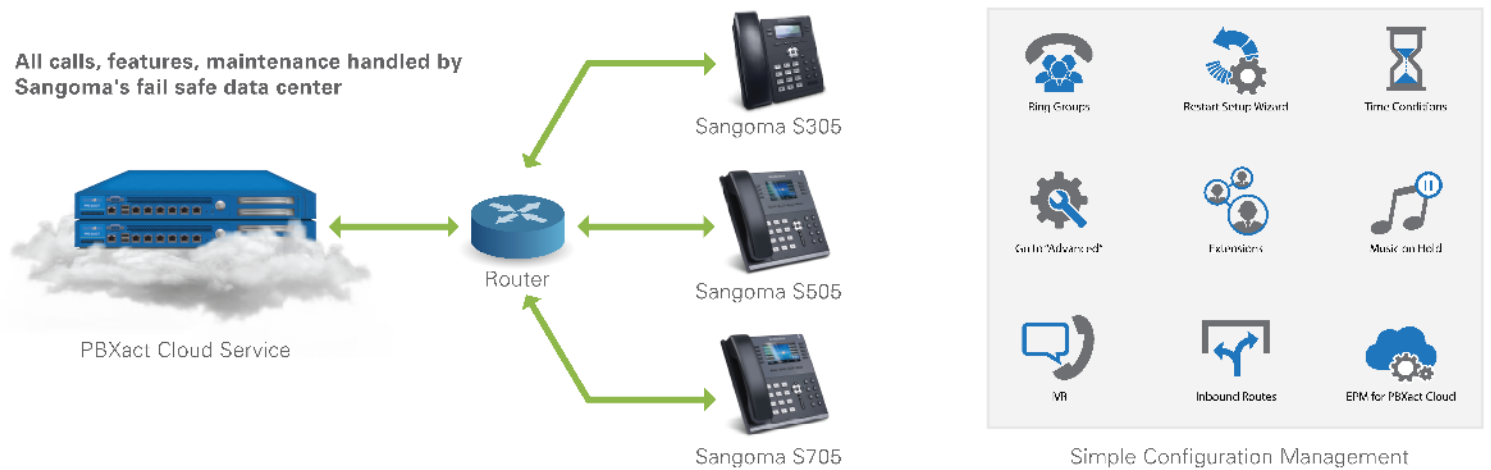 All calls, features, maintenance handled by
Sangoma's fail safe data center
PBXact Cloud Service
Router
Sangoma S305
Sangoma S505
Sangoma S705
Ring Groups
Restart Setup Wizard
Time Conditions
Go to "Advanced"
Extensions
Music on Hold
IVR
Inbound Routes
EPM for PBXact Cloud
Simple Configuration Management